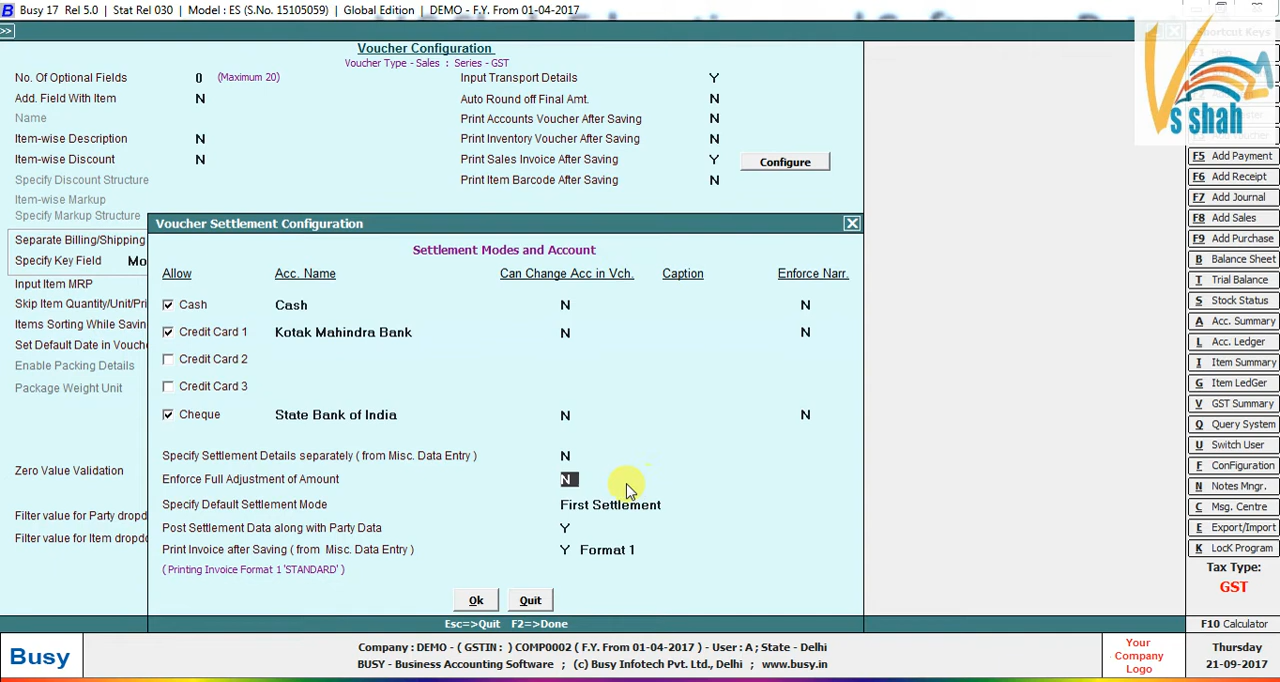 Busy 17 Rel 5.0 | Stat Rel 030 | Model : ES (S.No. 15105059) | Global Edition | DEMO - F.Y. From 01-04-2017
>>
Voucher Configuration
Voucher Type - Sales : Series - GST
Shortcut Keys
No. Of Optional Fields 0 (Maximum 20) Input Transport Details Y
Add. Field With Item N Auto Round off Final Amt. N
Name Print Accounts Voucher After Saving N
Item-wise Description N Print Inventory Voucher After Saving N
Item-wise Discount N Print Sales Invoice After Saving Y Configure
Specify Discount Structure Print Item Barcode After Saving N
Item-wise Markup
Specify Markup Structure
Separate Billing/Shipping
Specify Key Field Mo
Input Item MRP
Skip Item Quantity/Unit/Pri
Items Sorting While Savin
Set Default Date in Vouch
Enable Packing Details
Package Weight Unit
Zero Value Validation
Filter value for Party dropd
Filter value for Item dropdo
Voucher Settlement Configuration
Settlement Modes and Account
Allow Acc. Name Can Change Acc in Vch. Caption Enforce Narr.
Cash Cash N N
Credit Card 1 Kotak Mahindra Bank N N
Credit Card 2
Credit Card 3
Cheque State Bank of India N N
Specify Settlement Details separately ( from Misc. Data Entry ) N
Enforce Full Adjustment of Amount N
Specify Default Settlement Mode First Settlement
Post Settlement Data along with Party Data Y
Print Invoice after Saving ( from Misc. Data Entry ) Y Format 1
( Printing Invoice Format 1 'STANDARD' )
Ok Quit
Esc=>Quit F2=>Done
Vs shah
F5 Add Payment
F6 Add Receipt
F7 Add Journal
F8 Add Sales
F9 Add Purchase
B Balance Sheet
T Trial Balance
S Stock Status
A Acc. Summary
L Acc. Ledger
I Item Summary
G Item LedGer
V GST Summary
Q Query System
U Switch User
F Configuration
N Notes Mngr.
C Msg. Centre
E Export/Import
K LocK Program
Tax Type:
GST
F10 Calculator
Busy
Company : DEMO - ( GSTIN : ) COMP0002 ( F.Y. From 01-04-2017 ) - User : A ; State - Delhi
BUSY - Business Accounting Software ; (c) Busy Infotech Pvt. Ltd., Delhi ; www.busy.in
Your
Company
Logo
Thursday
21-09-2017